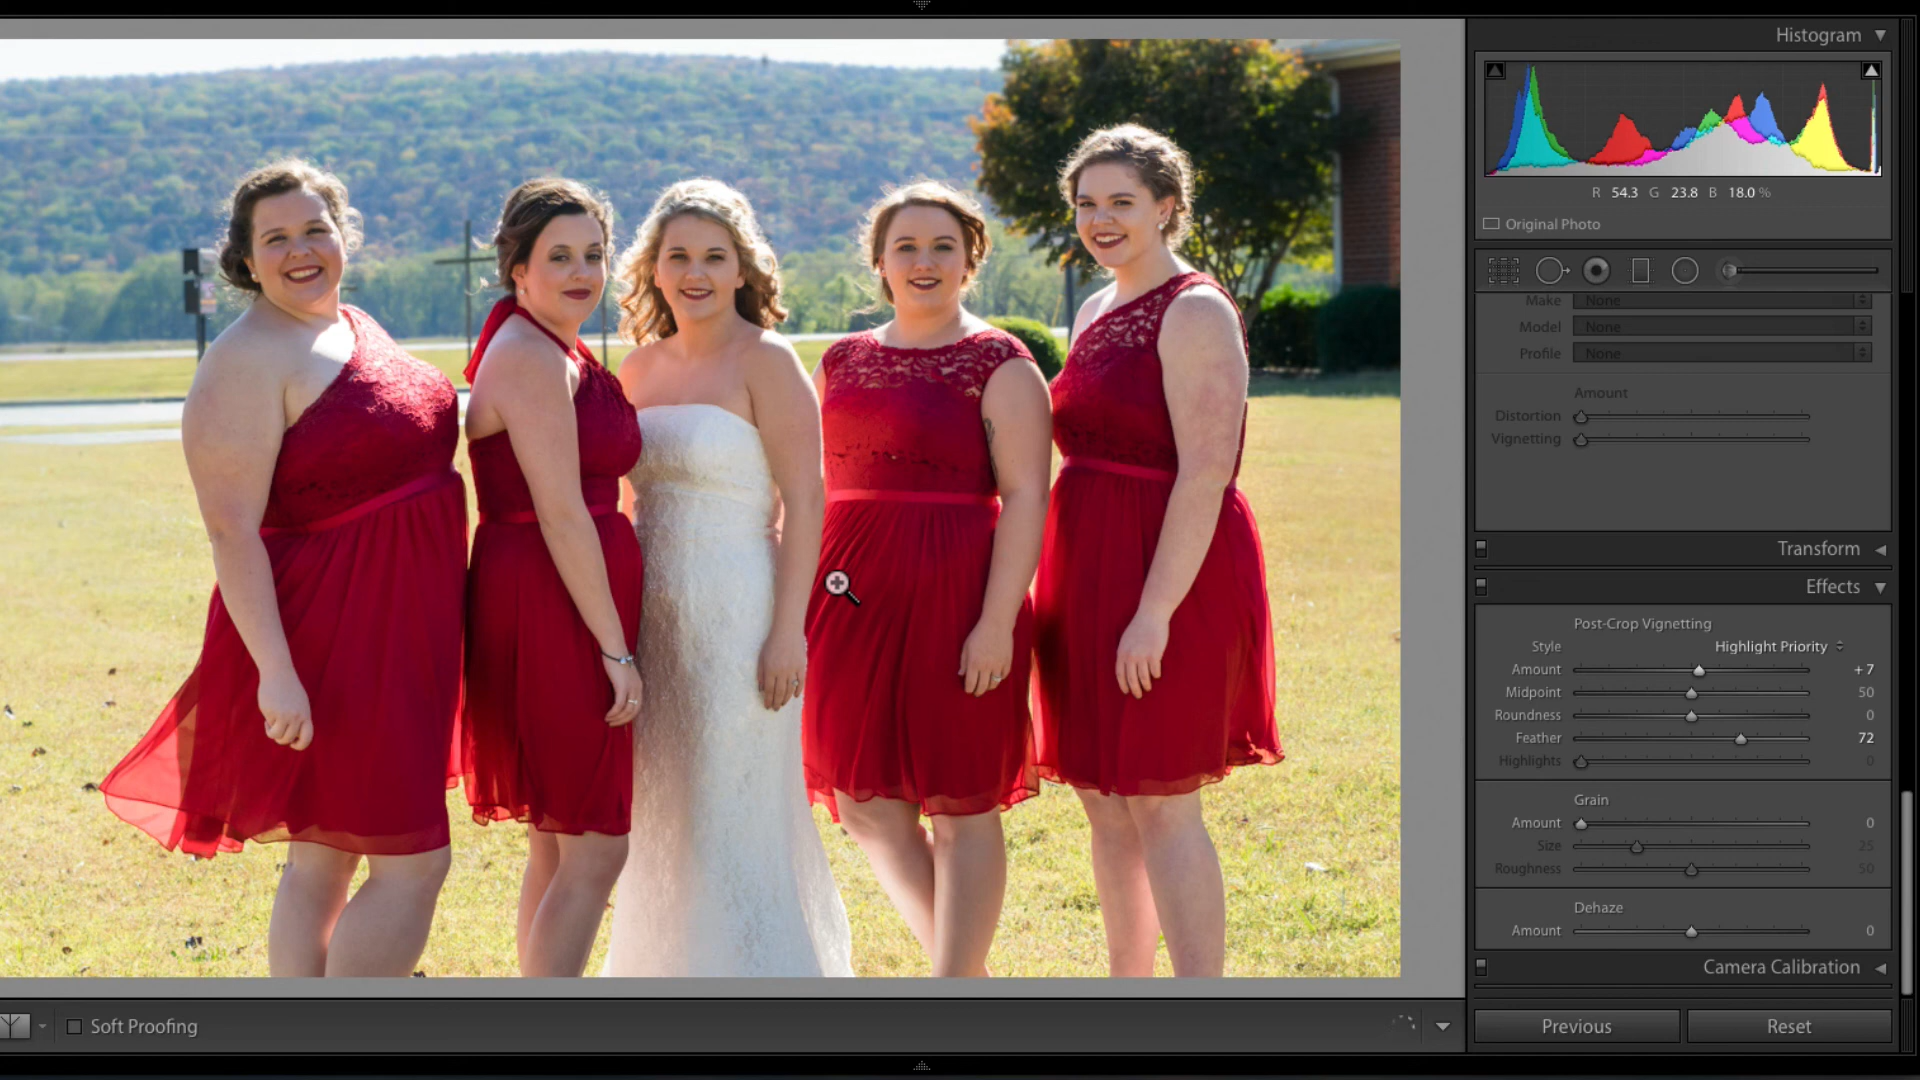 Histogram
R 54.3 G 23.8 B 18.0 %
Original Photo
Make None
Model None
Profile None
Amount
Distortion
Vignetting
Transform
Effects
Post-Crop Vignetting
Style Highlight Priority
Amount + 7
Midpoint 50
Roundness 0
Feather 72
Highlights 0
Grain
Amount 0
Size 25
Roughness 50
Dehaze
Amount 0
Camera Calibration
Soft Proofing
Previous Reset